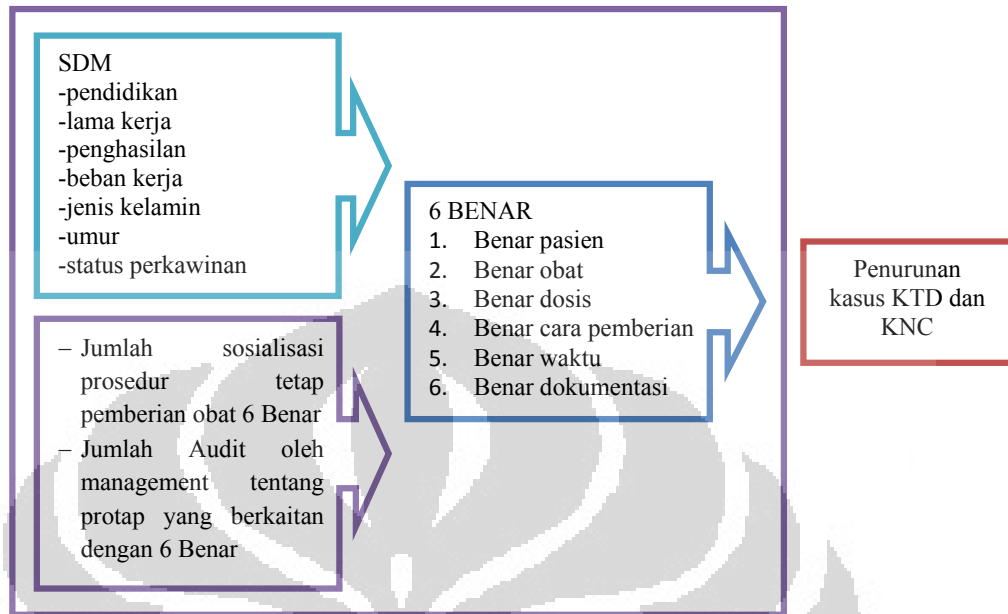 SDM
-pendidikan
-lama kerja
-penghasilan
-beban kerja
-jenis kelamin
-umur
-status perkawinan
– Jumlah sosialisasi
prosedur tetap
pemberian obat 6 Benar
– Jumlah Audit oleh
management tentang
protap yang berkaitan
dengan 6 Benar
6 BENAR
1. Benar pasien
2. Benar obat
3. Benar dosis
4. Benar cara pemberian
5. Benar waktu
6. Benar dokumentasi
Penurunan
kasus KTD dan
KNC